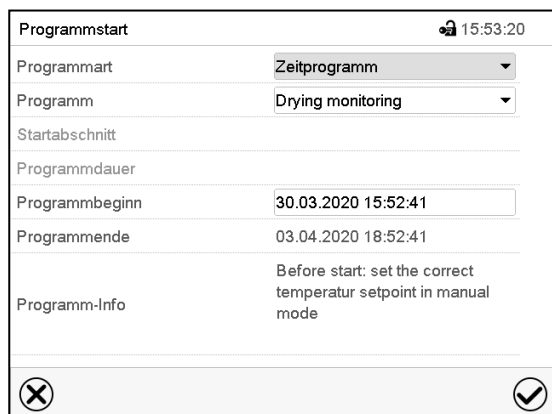 Programmstart 15:53:20
Programmart Zeitprogramm
Programm Drying monitoring
Startabschnitt
Programmdauer
Programmbeginn 30.03.2020 15:52:41
Programmende 03.04.2020 18:52:41
Programm-Info Before start: set the correct
temperatur setpoint in manual
mode